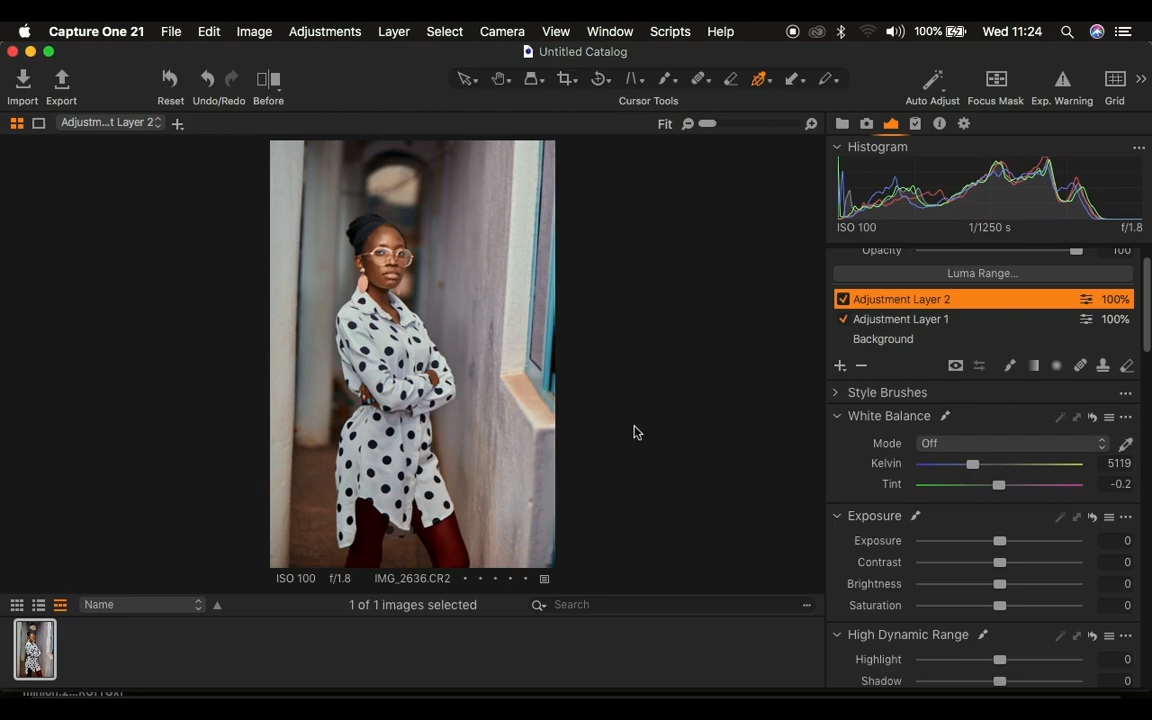 Capture One 21 File Edit Image Adjustments Layer Select Camera View Window Scripts Help 100% Wed 11:24
Untitled Catalog
Import Export Reset Undo/Redo Before Cursor Tools Auto Adjust Focus Mask Exp. Warning Grid
Adjustm...t Layer 2 Fit
Histogram
ISO 100 1/1250 s f/1.8
Opacity 100
Luma Range...
Adjustment Layer 2 100%
Adjustment Layer 1 100%
Background
Style Brushes
White Balance
Mode Off
Kelvin 5119
Tint -0.2
Exposure
Exposure 0
Contrast 0
Brightness 0
Saturation 0
High Dynamic Range
Highlight 0
Shadow 0
ISO 100 f/1.8 IMG_2636.CR2
Name 1 of 1 images selected Search